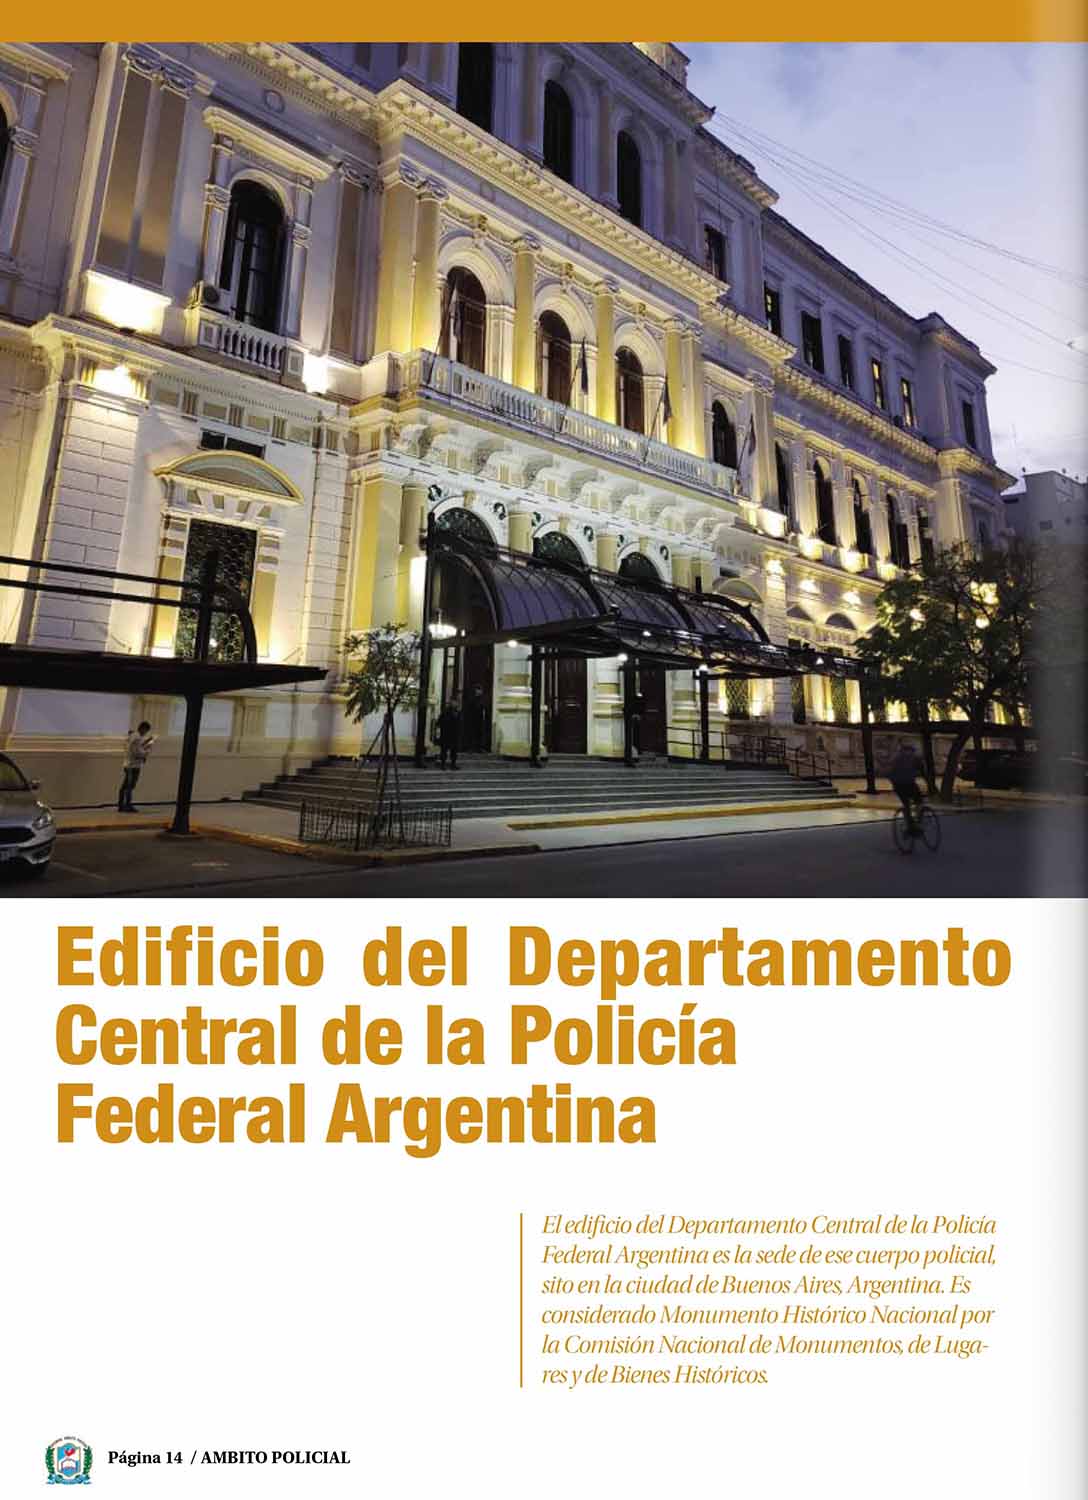 Edificio del Departamento
Central de la Policía
Federal Argentina
El edificio del Departamento Central de la Policía
Federal Argentina es la sede de ese cuerpo policial,
sito en la ciudad de Buenos Aires, Argentina. Es
considerado Monumento Histórico Nacional por
la Comisión Nacional de Monumentos, de Luga-
res y de Bienes Históricos.
Página 14 / AMBITO POLICIAL